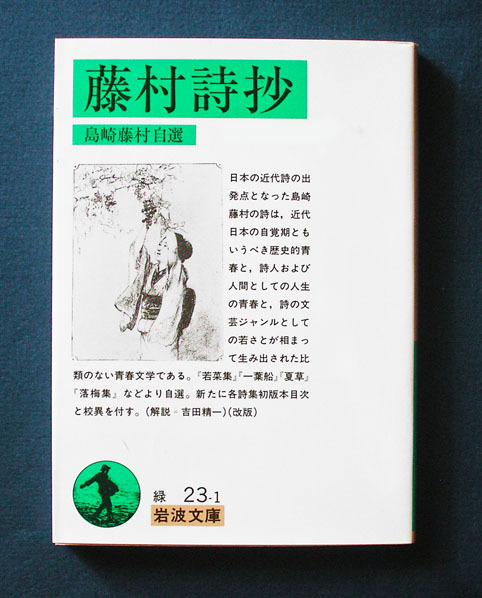 藤村詩抄
島崎藤村自選
日本の近代詩の出
発点となった島崎
藤村の詩は，近代
日本の自覚期とも
いうべき歴史的青
春と，詩人および
人間としての人生
の青春と，詩の文
芸ジャンルとして
の若さとが相まっ
て生み出された比
類のない青春文学である。『若菜集』『一葉船』『夏草』
『落梅集』などより自選。新たに各詩集初版本目次
と校異を付す。(解説＝吉田精一)(改版)
緑 23-1
岩波文庫